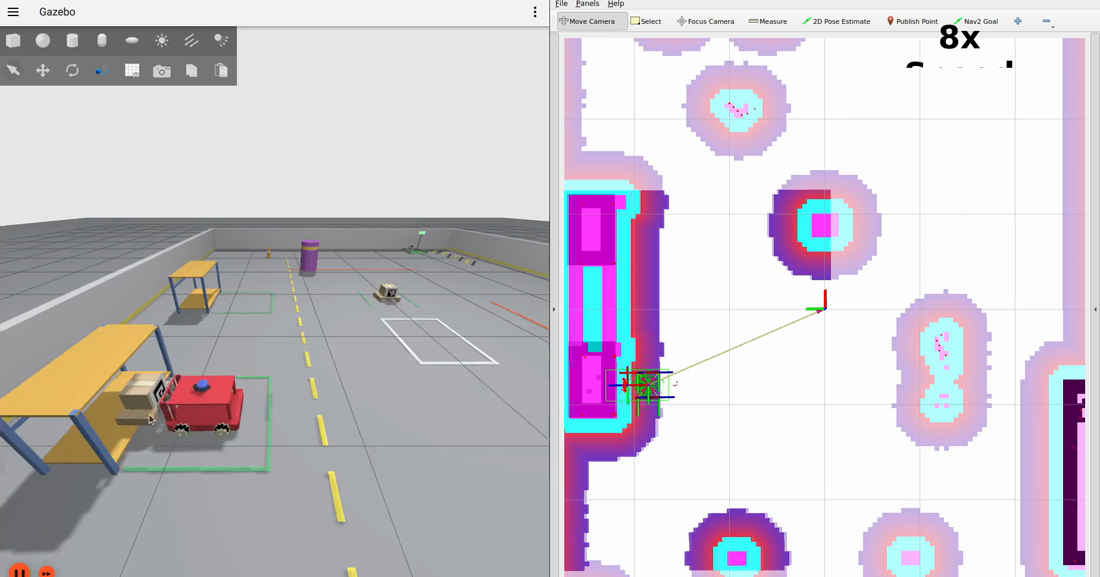 Gazebo
File Panels Help
Move Camera Select Focus Camera Measure 2D Pose Estimate Publish Point Nav2 Goal
8x